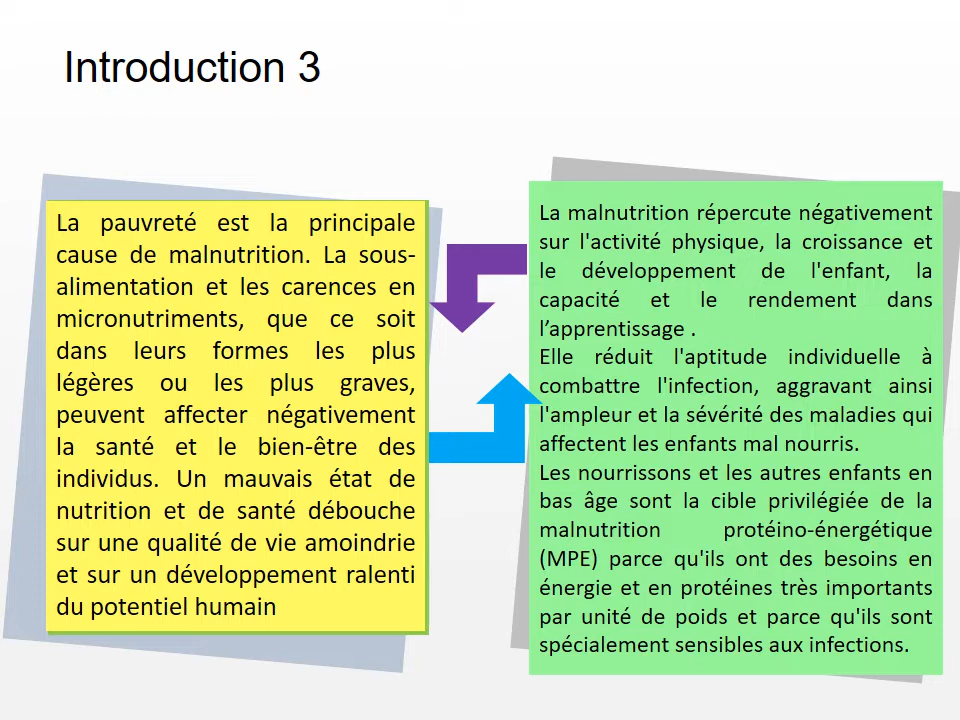 Introduction 3
La pauvreté est la principale
cause de malnutrition. La sous-
alimentation et les carences en
micronutriments, que ce soit
dans leurs formes les plus
légères ou les plus graves,
peuvent affecter négativement
la santé et le bien-être des
individus. Un mauvais état de
nutrition et de santé débouche
sur une qualité de vie amoindrie
et sur un développement ralenti
du potentiel humain
La malnutrition répercute négativement
sur l'activité physique, la croissance et
le développement de l'enfant, la
capacité et le rendement dans
l’apprentissage .
Elle réduit l'aptitude individuelle à
combattre l'infection, aggravant ainsi
l'ampleur et la sévérité des maladies qui
affectent les enfants mal nourris.
Les nourrissons et les autres enfants en
bas âge sont la cible privilégiée de la
malnutrition protéino-énergétique
(MPE) parce qu'ils ont des besoins en
énergie et en protéines très importants
par unité de poids et parce qu'ils sont
spécialement sensibles aux infections.